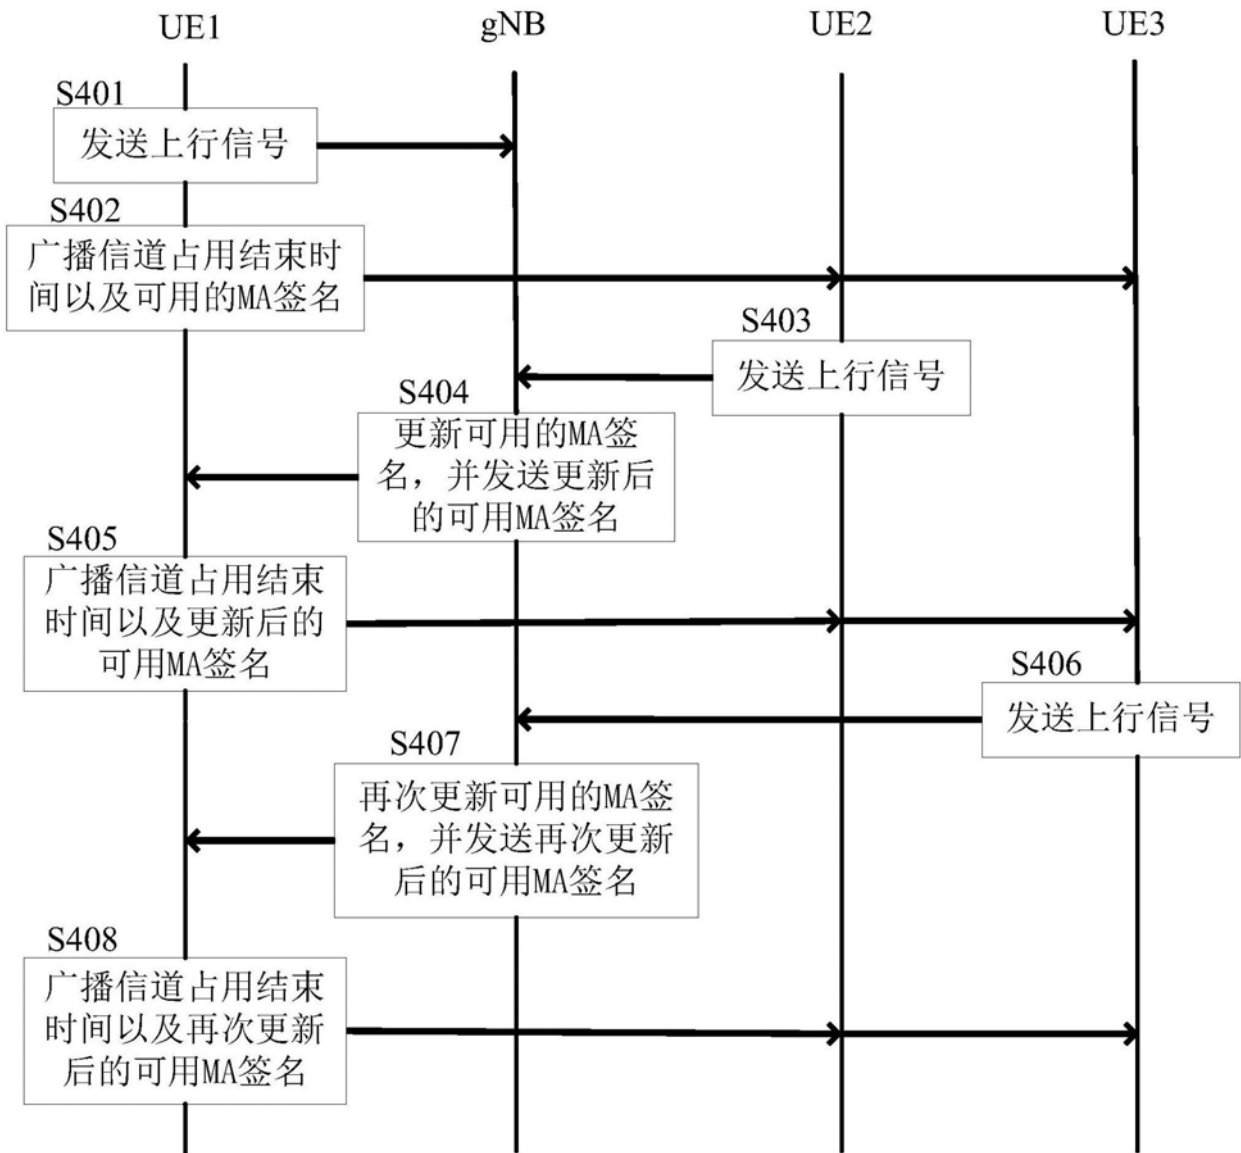 UE1 gNB UE2 UE3
S401
发送上行信号
S402
广播信道占用结束时
间以及可用的MA签名
S403
发送上行信号
S404
更新可用的MA签
名，并发送更新后
的可用MA签名
S405
广播信道占用结束
时间以及更新后的
可用MA签名
S406
发送上行信号
S407
再次更新可用的MA签
名，并发送再次更新
后的可用MA签名
S408
广播信道占用结束
时间以及再次更新
后的可用MA签名